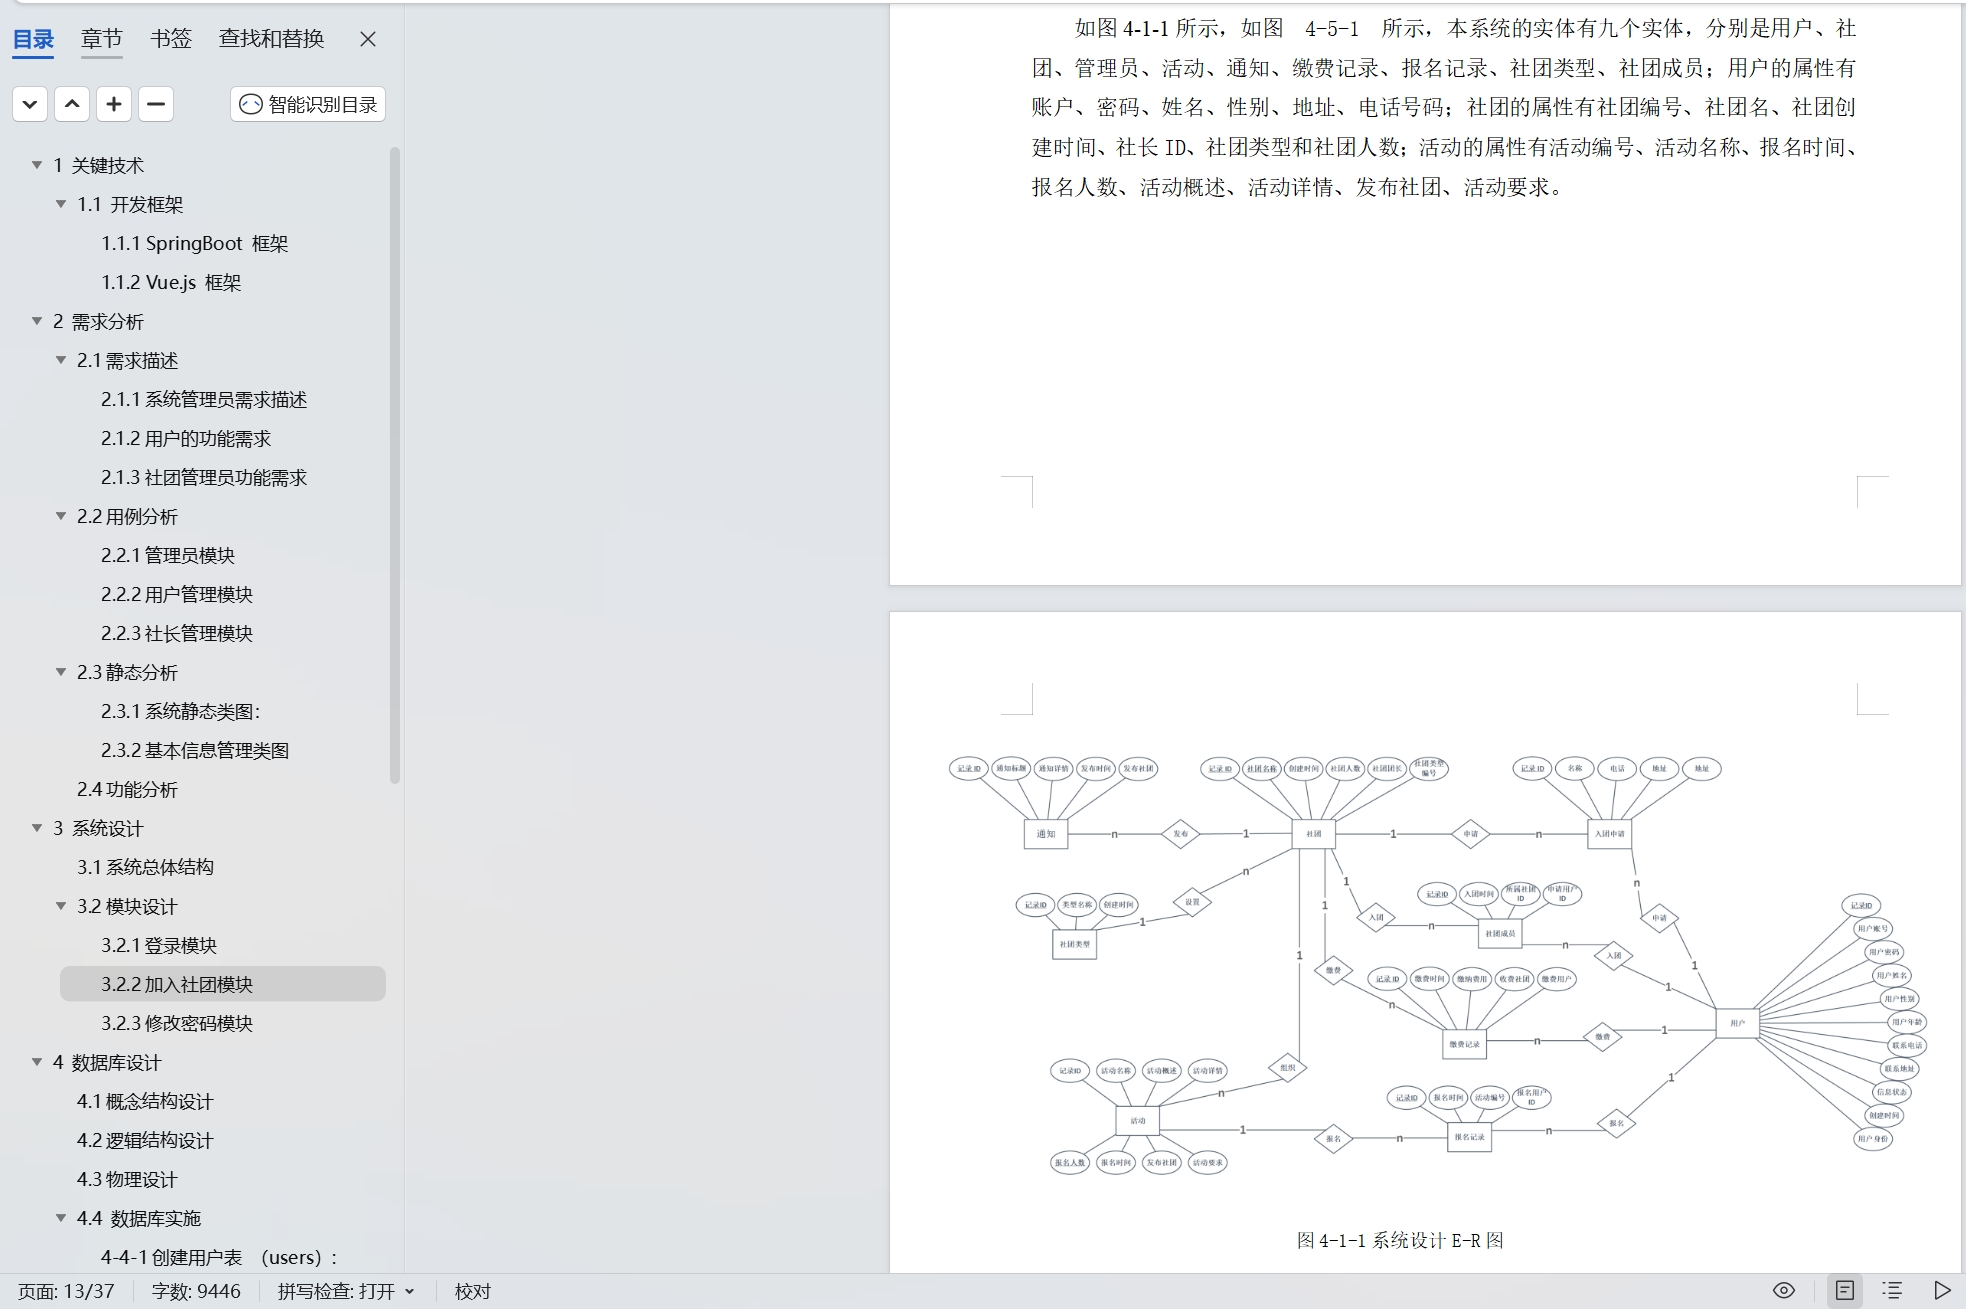 目录 章节 书签 查找和替换
智能识别目录
1 关键技术
1.1 开发框架
1.1.1 SpringBoot 框架
1.1.2 Vue.js 框架
2 需求分析
2.1 需求描述
2.1.1 系统管理员需求描述
2.1.2 用户的功能需求
2.1.3 社团管理员功能需求
2.2 用例分析
2.2.1 管理员模块
2.2.2 用户管理模块
2.2.3 社长管理模块
2.3 静态分析
2.3.1 系统静态类图：
2.3.2 基本信息管理类图
2.4 功能分析
3 系统设计
3.1 系统总体结构
3.2 模块设计
3.2.1 登录模块
3.2.2 加入社团模块
3.2.3 修改密码模块
4 数据库设计
4.1 概念结构设计
4.2 逻辑结构设计
4.3 物理设计
4.4 数据库实施
4-4-1 创建用户表 （users）：
如图 4-1-1 所示，如图 4-5-1 所示，本系统的实体有九个实体，分别是用户、社
团、管理员、活动、通知、缴费记录、报名记录、社团类型、社团成员；用户的属性有
账户、密码、姓名、性别、地址、电话号码；社团的属性有社团编号、社团名、社团创
建时间、社长 ID、社团类型和社团人数；活动的属性有活动编号、活动名称、报名时间、
报名人数、活动概述、活动详情、发布社团、活动要求。
记录ID 通知标题 通知详情 发布时间 发布社团
记录ID 社团名称 创建时间 社团人数 社团团长 社团类型编号
记录ID 名称 电话 地址 地址
通知 n 发布 1 社团 1 申请 n 入团申请
n 设置 1
记录ID 类型名称 创建时间
社团类型
1 入团 n
记录ID 入团时间 所属社团ID 申请用户ID
社团成员
n 入团 1
n 申请 1
1 缴费 n
记录ID 缴费时间 缴纳费用 收费社团 缴费用户
缴费记录 n 缴费 1
用户
记录ID
用户账号
用户密码
用户姓名
用户性别
用户年龄
联系电话
联系地址
信息状态
创建时间
用户身份
1 组织 n
记录ID 活动名称 活动概述 活动详情
活动 1 报名 n 报名记录 n 报名 1
记录ID 报名时间 活动编号 报名用户ID
报名人数 报名时间 发布社团 活动要求
图 4-1-1 系统设计 E-R 图
页面: 13/37 字数: 9446 拼写检查: 打开 校对